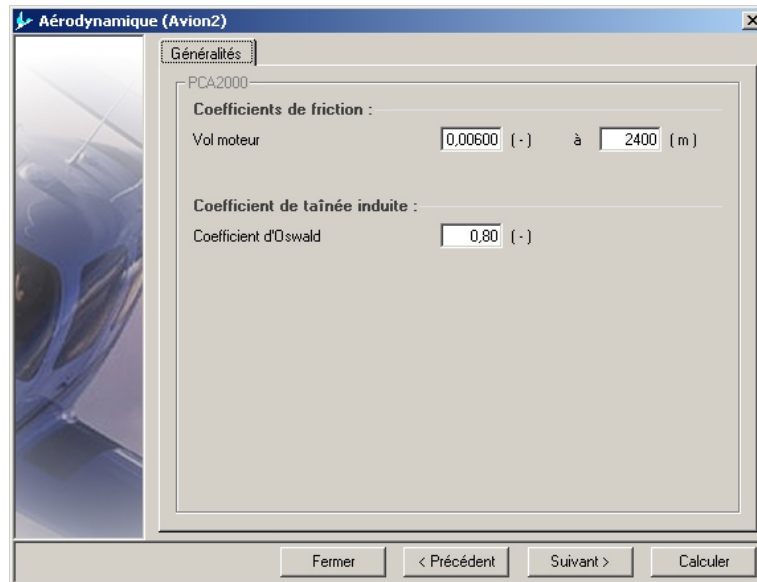 Aérodynamique (Avion2)
Généralités
PCA2000
Coefficients de friction :
Vol moteur 0,00600 ( - ) à 2400 ( m )
Coefficient de taînée induite :
Coefficient d'Oswald 0,80 ( - )
Fermer < Précédent Suivant > Calculer